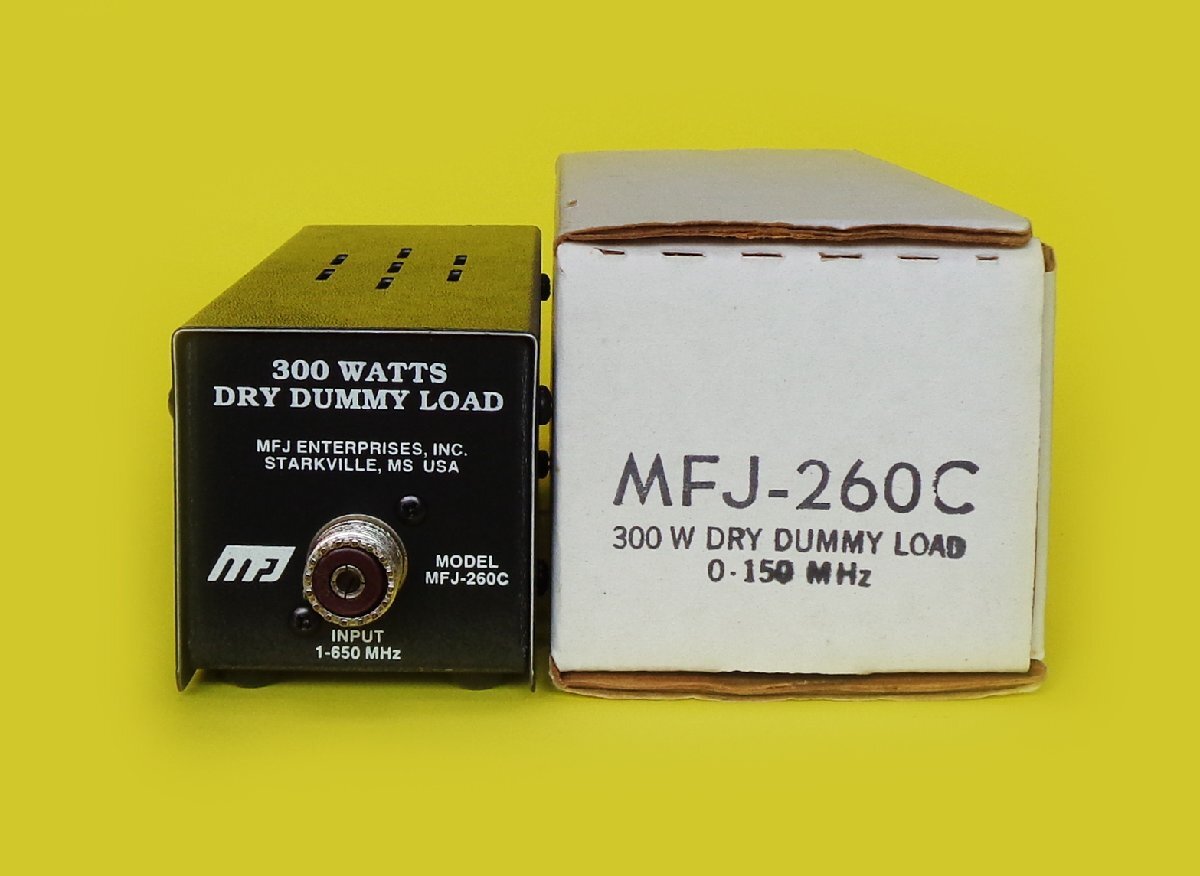 300 WATTS
DRY DUMMY LOAD
MFJ ENTERPRISES, INC.
STARKVILLE, MS USA
MFJ
MODEL
MFJ-260C
INPUT
1-650 MHz
MFJ-260C
300 W DRY DUMMY LOAD
0-150 MHz